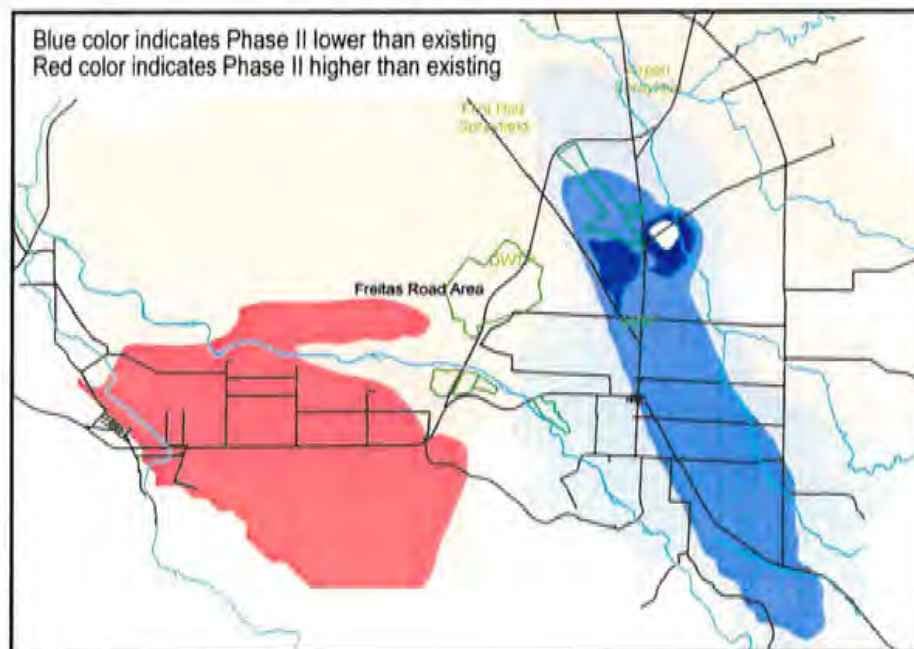 Blue color indicates Phase II lower than existing
Red color indicates Phase II higher than existing
Sprayfield
Freitas Road Area